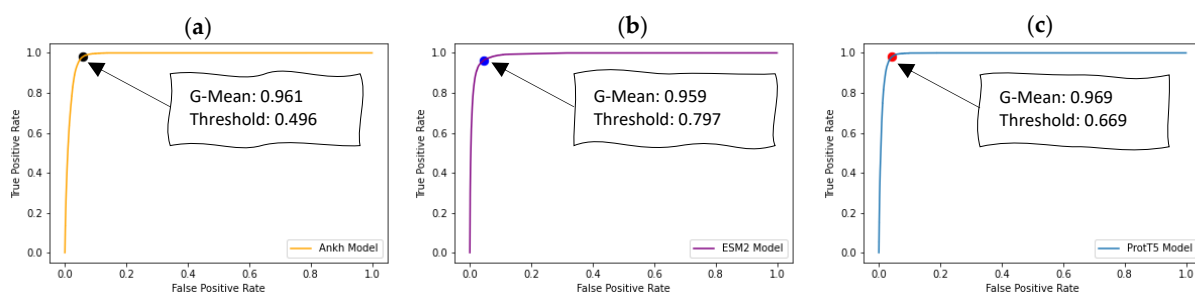 (a)
1.0
0.8
0.6
0.4
0.2
0.0
True Positive Rate
G-Mean: 0.961
Threshold: 0.496
Ankh Model
0.0 0.2 0.4 0.6 0.8 1.0
False Positive Rate
(b)
1.0
0.8
0.6
0.4
0.2
0.0
True Positive Rate
G-Mean: 0.959
Threshold: 0.797
ESM2 Model
0.0 0.2 0.4 0.6 0.8 1.0
False Positive Rate
(c)
1.0
0.8
0.6
0.4
0.2
0.0
True Positive Rate
G-Mean: 0.969
Threshold: 0.669
ProtT5 Model
0.0 0.2 0.4 0.6 0.8 1.0
False Positive Rate